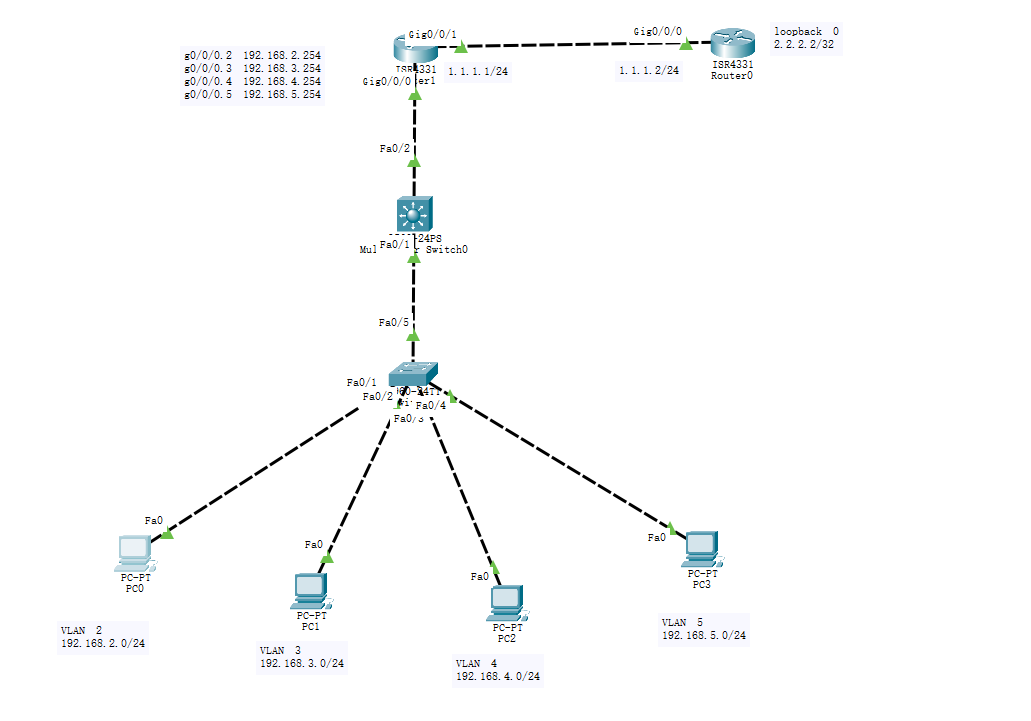 Gig0/0/1
Gig0/0/0
loopback 0
2.2.2.2/32
g0/0/0.2 192.168.2.254
g0/0/0.3 192.168.3.254
g0/0/0.4 192.168.4.254
g0/0/0.5 192.168.5.254
ISR4331
1.1.1.1/24
1.1.1.2/24
ISR4331
Router0
Gig0/0/0
Fa0/2
24PS
Fa0/1
Switch0
Fa0/5
Fa0/1
Fa0/2
Fa0/4
Fa0/3
Fa0
PC-PT
PC0
Fa0
PC-PT
PC1
Fa0
PC-PT
PC2
Fa0
PC-PT
PC3
VLAN 2
192.168.2.0/24
VLAN 3
192.168.3.0/24
VLAN 4
192.168.4.0/24
VLAN 5
192.168.5.0/24